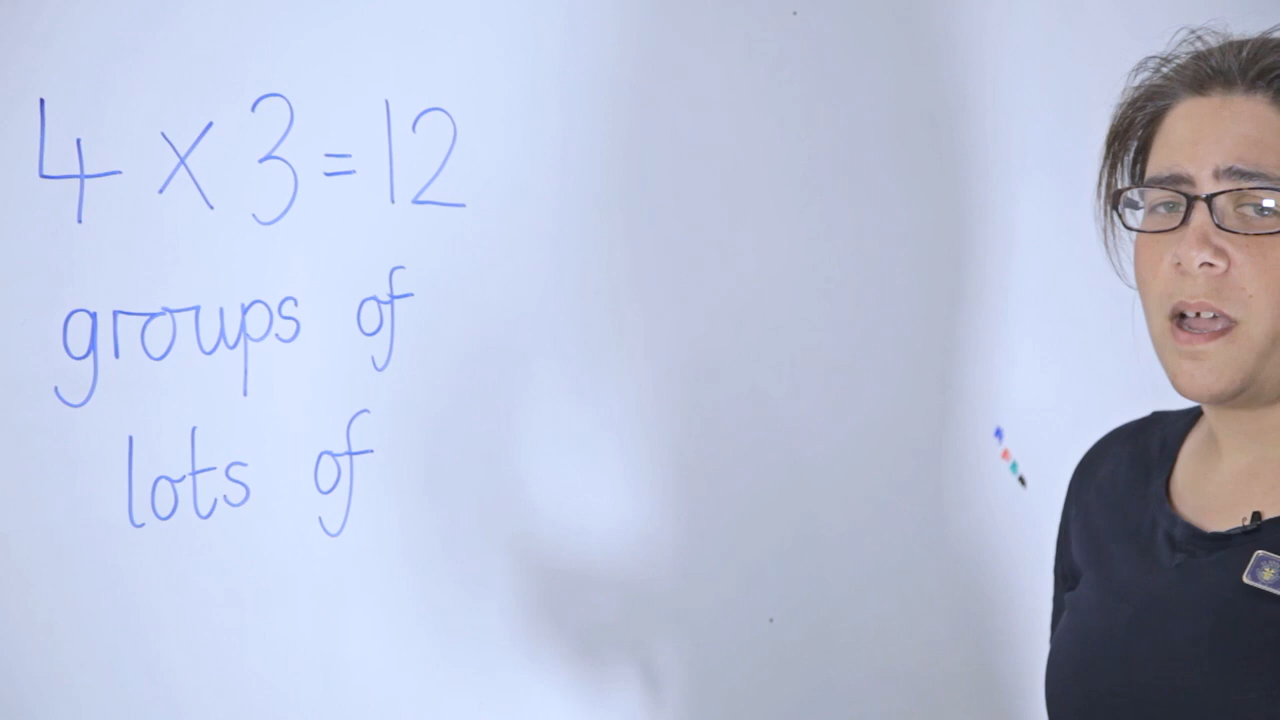 4 × 3 = 12
groups of
lots of